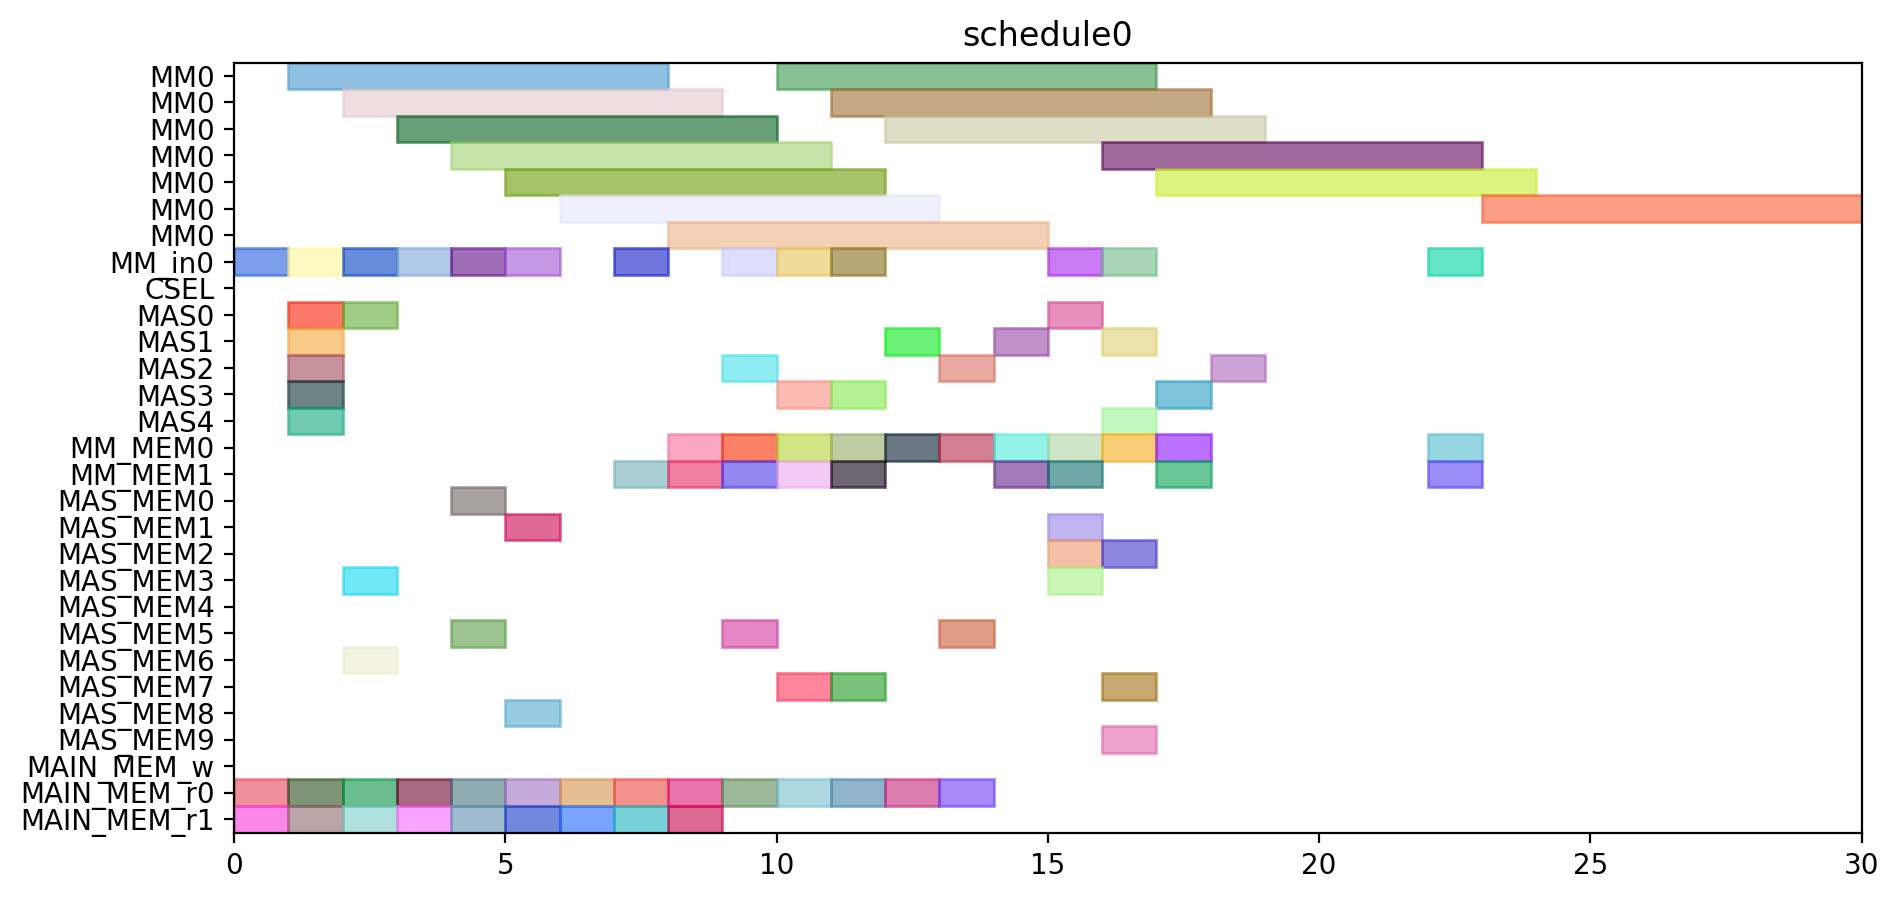 schedule0
MM0
MM0
MM0
MM0
MM0
MM0
MM0
MM_in0
CSEL
MAS0
MAS1
MAS2
MAS3
MAS4
MM_MEM0
MM_MEM1
MAS_MEM0
MAS_MEM1
MAS_MEM2
MAS_MEM3
MAS_MEM4
MAS_MEM5
MAS_MEM6
MAS_MEM7
MAS_MEM8
MAS_MEM9
MAIN_MEM_w
MAIN_MEM_r0
MAIN_MEM_r1
0 5 10 15 20 25 30